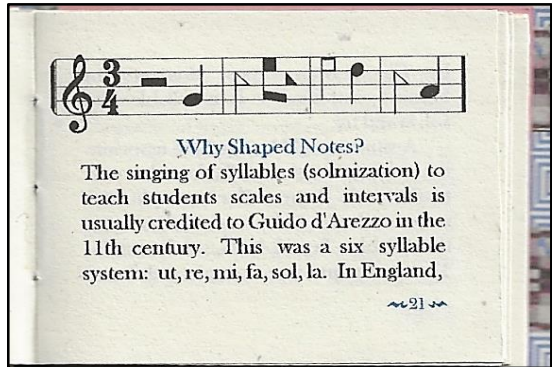 3
4
Why Shaped Notes?
The singing of syllables (solmization) to
teach students scales and intervals is
usually credited to Guido d'Arezzo in the
11th century. This was a six syllable
system: ut, re, mi, fa, sol, la. In England,
21